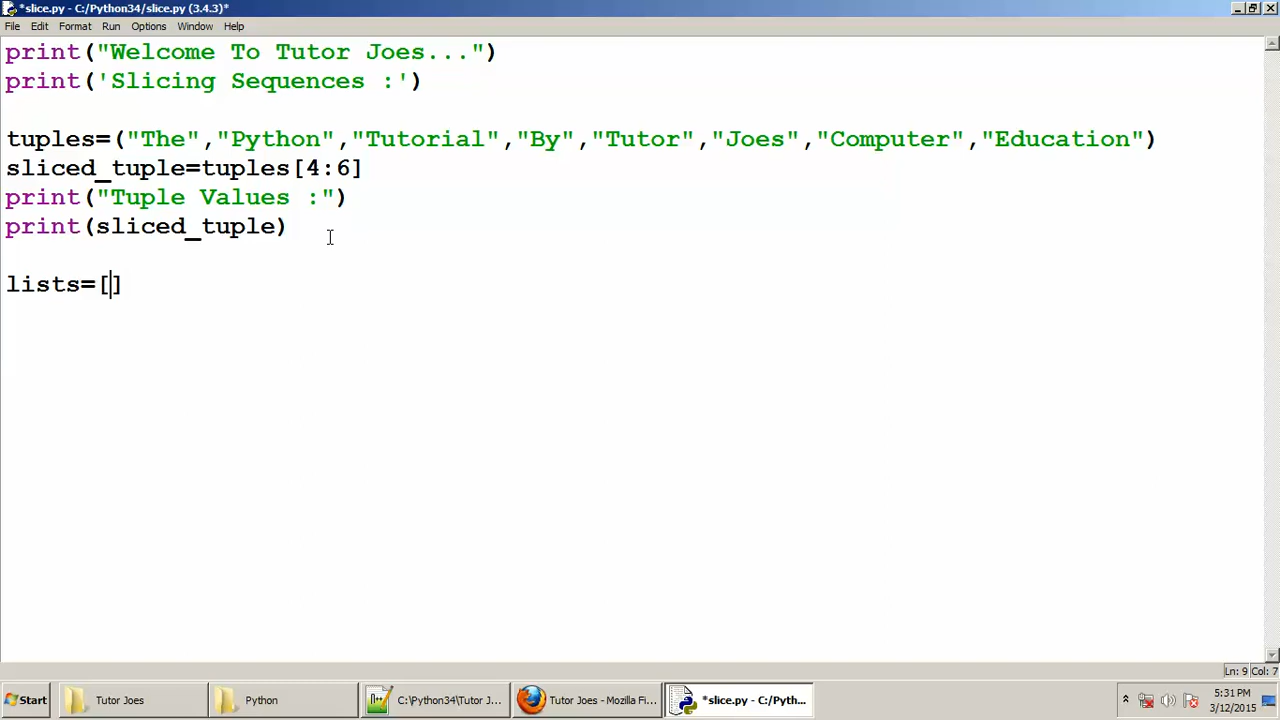 *slice.py - C:/Python34/slice.py (3.4.3)*
File Edit Format Run Options Window Help
print("Welcome To Tutor Joes...")
print('Slicing Sequences :')
tuples=("The","Python","Tutorial","By","Tutor","Joes","Computer","Education")
sliced_tuple=tuples[4:6]
print("Tuple Values :")
print(sliced_tuple)
lists=[]
Ln: 9 Col: 7
Start Tutor Joes Python C:\Python34\Tutor J... Tutor Joes - Mozilla Fi... *slice.py - C:/Pyth... 5:31 PM
3/12/2015